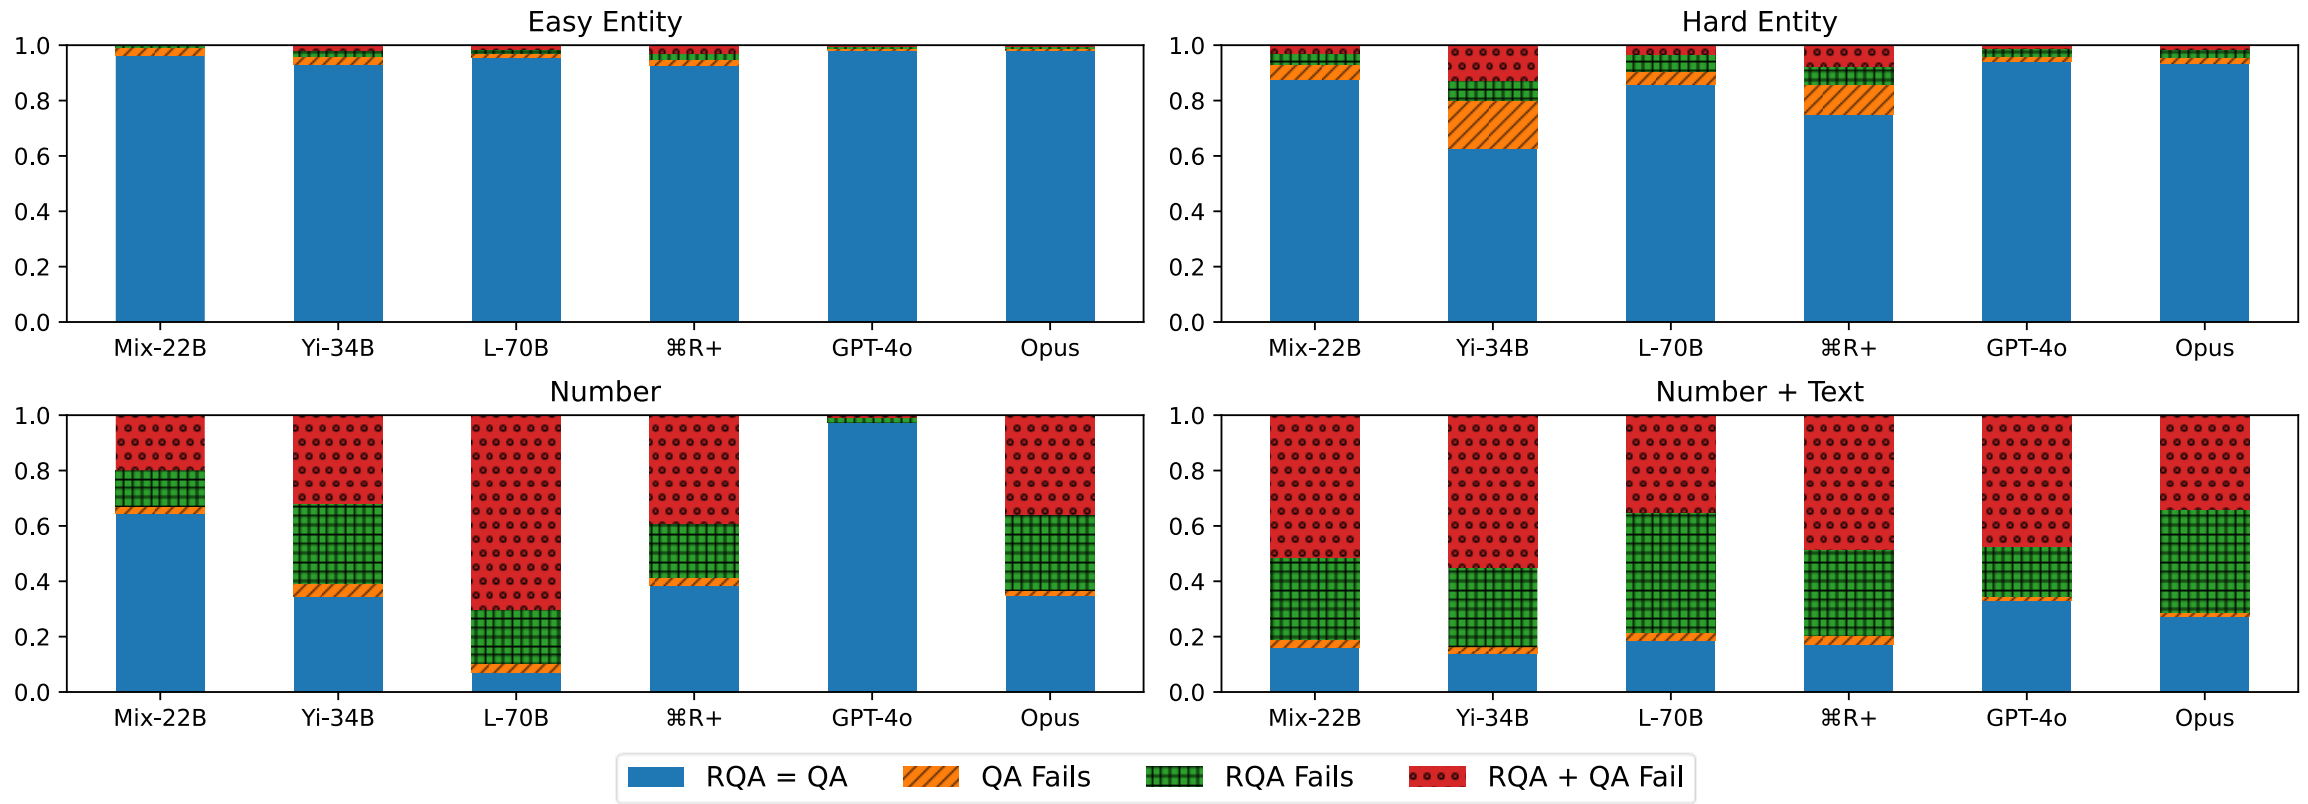 Easy Entity
1.0
0.8
0.6
0.4
0.2
0.0
Mix-22B Yi-34B L-70B ⌘R+ GPT-4o Opus
Hard Entity
1.0
0.8
0.6
0.4
0.2
0.0
Mix-22B Yi-34B L-70B ⌘R+ GPT-4o Opus
Number
1.0
0.8
0.6
0.4
0.2
0.0
Mix-22B Yi-34B L-70B ⌘R+ GPT-4o Opus
Number + Text
1.0
0.8
0.6
0.4
0.2
0.0
Mix-22B Yi-34B L-70B ⌘R+ GPT-4o Opus
RQA = QA QA Fails RQA Fails RQA + QA Fail